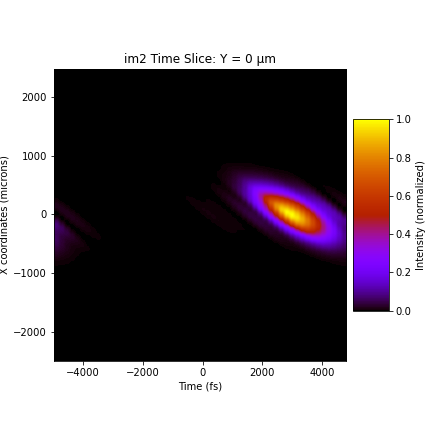 im2 Time Slice: Y = 0 μm
2000
1000
0
−1000
−2000
X coordinates (microns)
−4000 −2000 0 2000 4000
Time (fs)
1.0
0.8
0.6
0.4
0.2
0.0
Intensity (normalized)